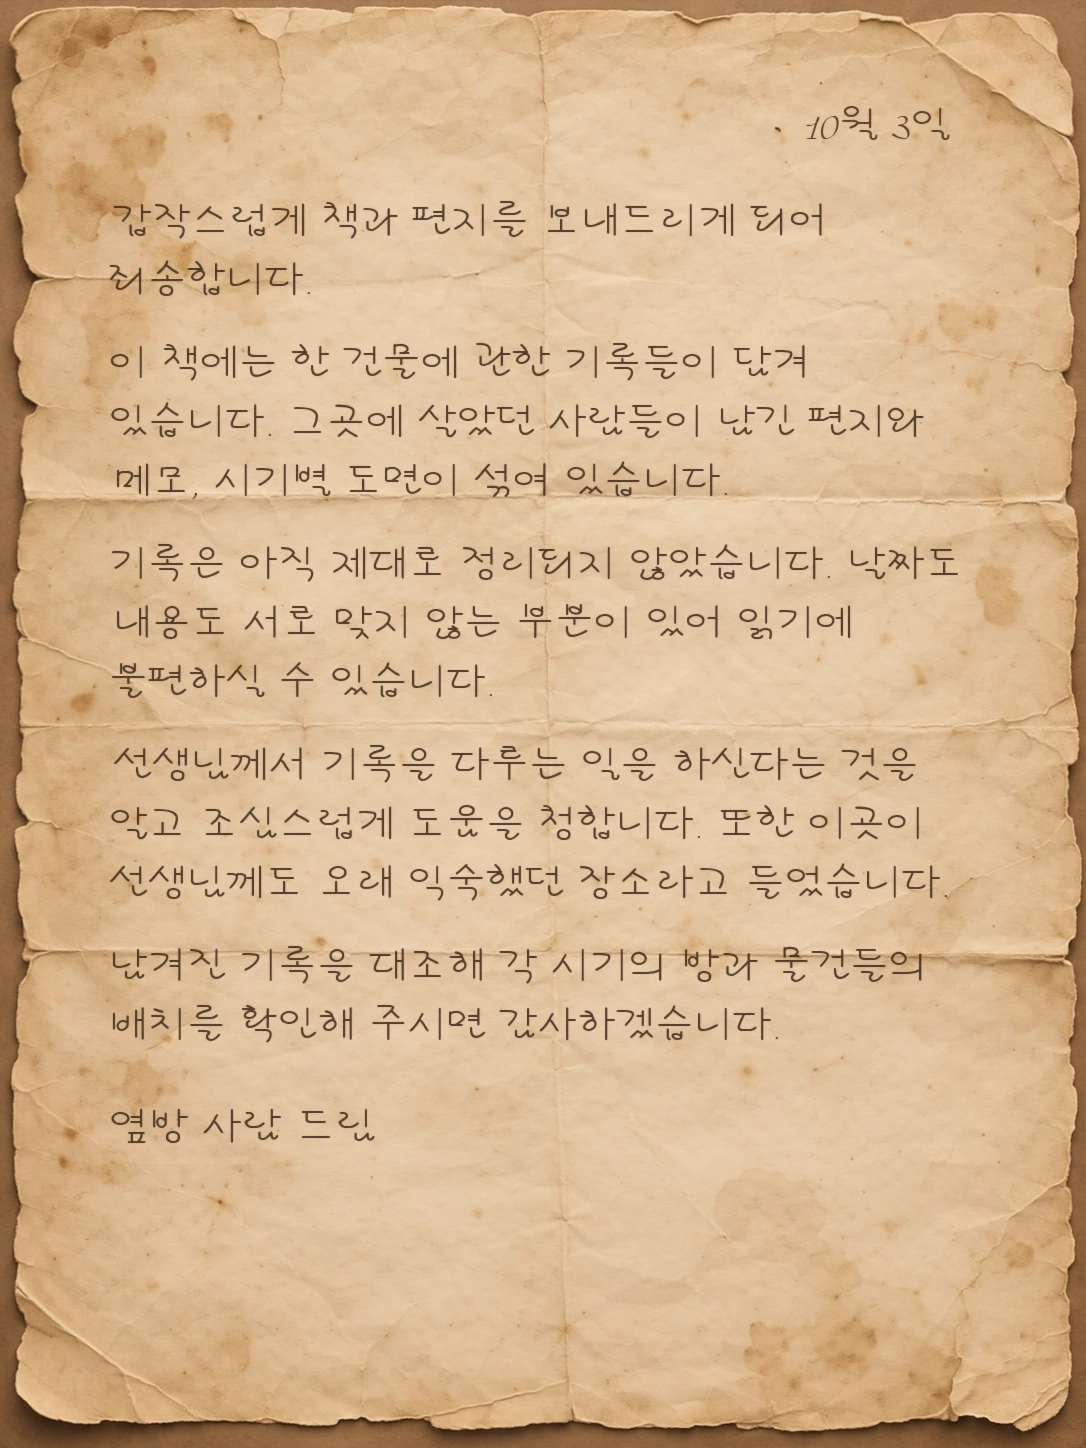 10월 3일
갑작스럽게 책과 편지를 보내드리게 되어
죄송합니다.
이 책에는 한 건물에 관한 기록들이 담겨
있습니다. 그곳에 살았던 사람들이 남긴 편지와
메모, 시기별 도면이 섞여 있습니다.
기록은 아직 제대로 정리되지 않았습니다. 날짜도
내용도 서로 맞지 않는 부분이 있어 읽기에
불편하실 수 있습니다.
선생님께서 기록을 다루는 일을 하신다는 것을
알고 조심스럽게 도움을 청합니다. 또한 이곳이
선생님께도 오래 익숙했던 장소라고 들었습니다.
남겨진 기록을 대조해 각 시기의 방과 물건들의
배치를 확인해 주시면 감사하겠습니다.
옆방 사람 드림